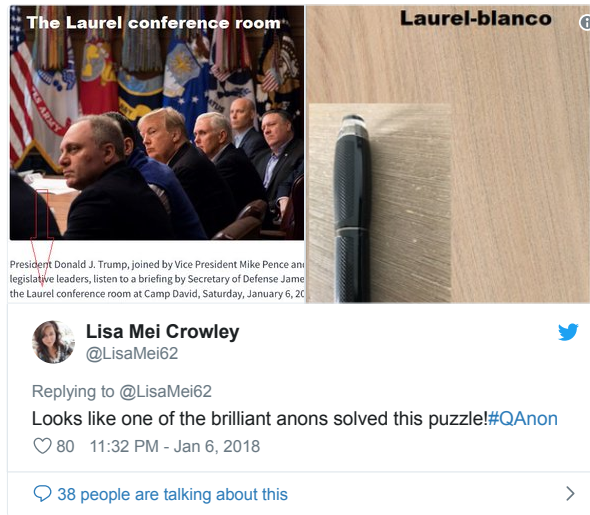 The Laurel conference room
Laurel-blanco
President Donald J. Trump, joined by Vice President Mike Pence and
legislative leaders, listen to a briefing by Secretary of Defense Jame
the Laurel conference room at Camp David, Saturday, January 6, 20
Lisa Mei Crowley
@LisaMei62
Replying to @LisaMei62
Looks like one of the brilliant anons solved this puzzle!#QAnon
80 11:32 PM - Jan 6, 2018
38 people are talking about this